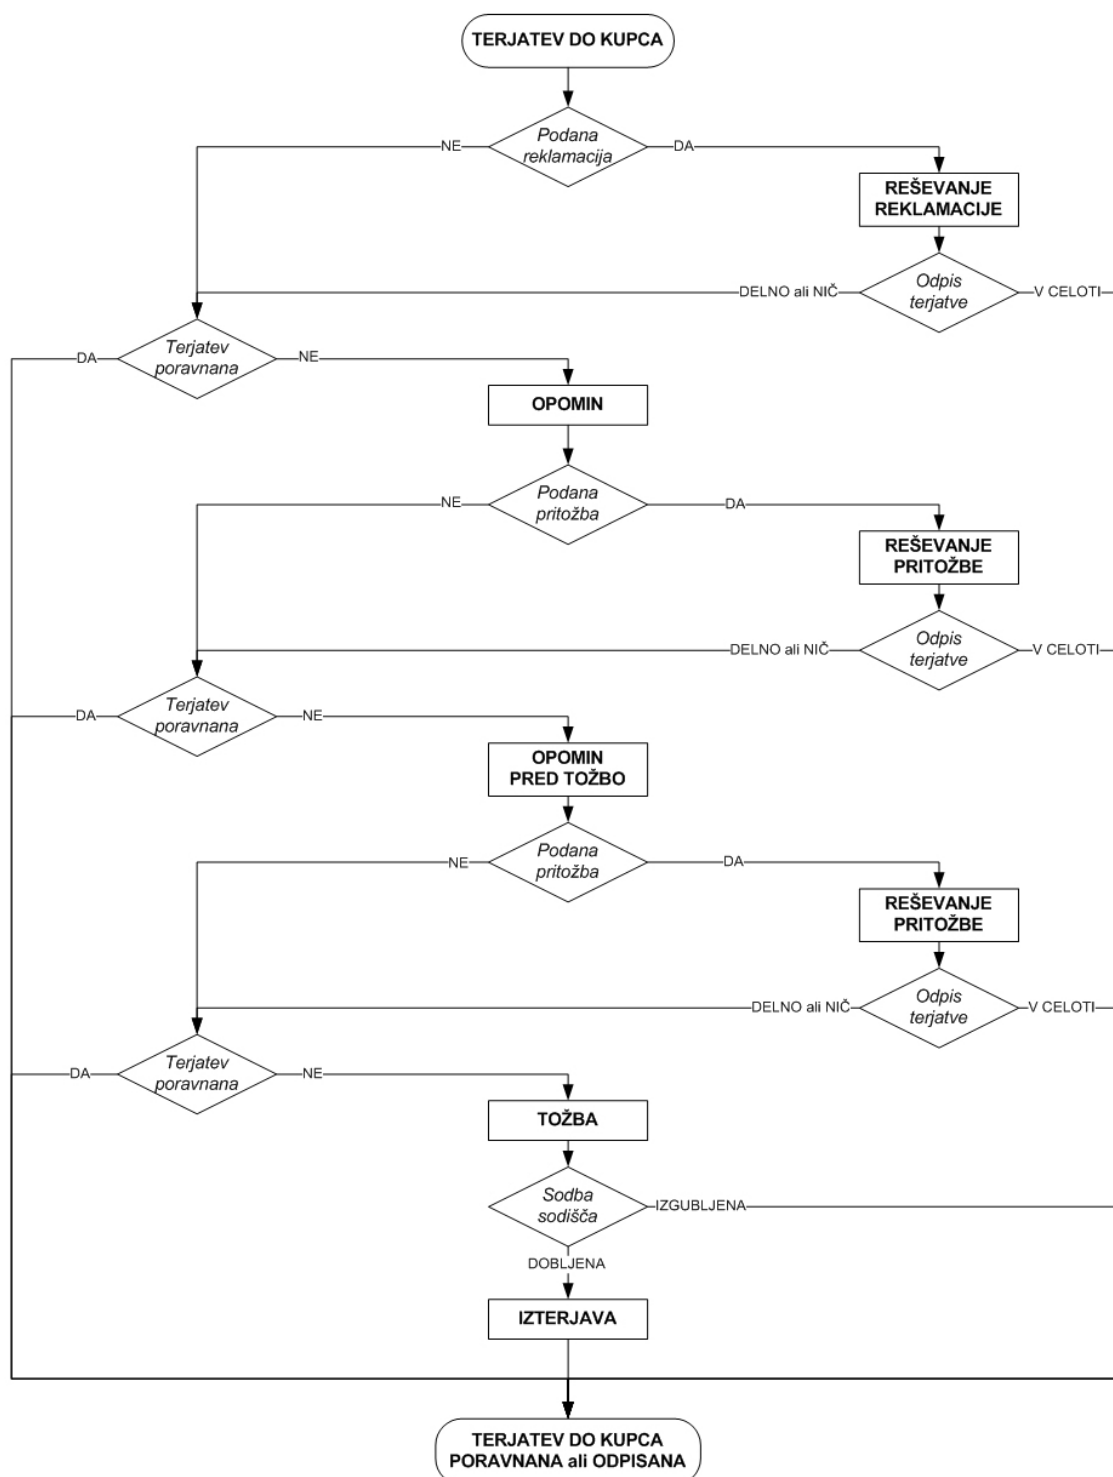 TERJATEV DO KUPCA
Podana
reklamacija
NE
DA
REŠEVANJE
REKLAMACIJE
Odpis
terjatve
DELNO ali NIČ
V CELOTI
Terjatev
poravnana
DA
NE
OPOMIN
Podana
pritožba
NE
DA
REŠEVANJE
PRITOŽBE
Odpis
terjatve
DELNO ali NIČ
V CELOTI
Terjatev
poravnana
DA
NE
OPOMIN
PRED TOŽBO
Podana
pritožba
NE
DA
REŠEVANJE
PRITOŽBE
Odpis
terjatve
DELNO ali NIČ
V CELOTI
Terjatev
poravnana
DA
NE
TOŽBA
Sodba
sodišča
IZGUBLJENA
DOBLJENA
IZTERJAVA
TERJATEV DO KUPCA
PORAVNANA ali ODPISANA